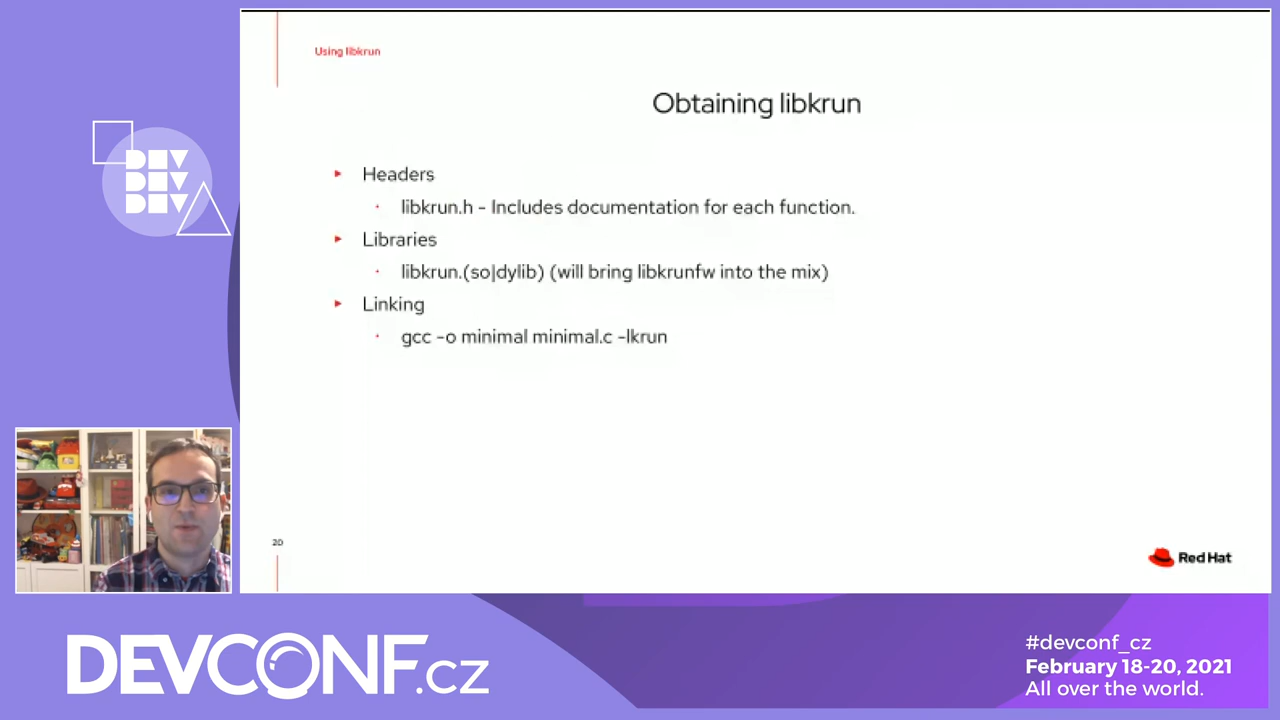 Using libkrun
Obtaining libkrun
Headers
libkrun.h - Includes documentation for each function.
Libraries
libkrun.(so|dylib) (will bring libkrunfw into the mix)
Linking
gcc -o minimal minimal.c -lkrun
20
Red Hat
DEV
DEV
DEV
DEVCONF.cz
#devconf_cz
February 18-20, 2021
All over the world.